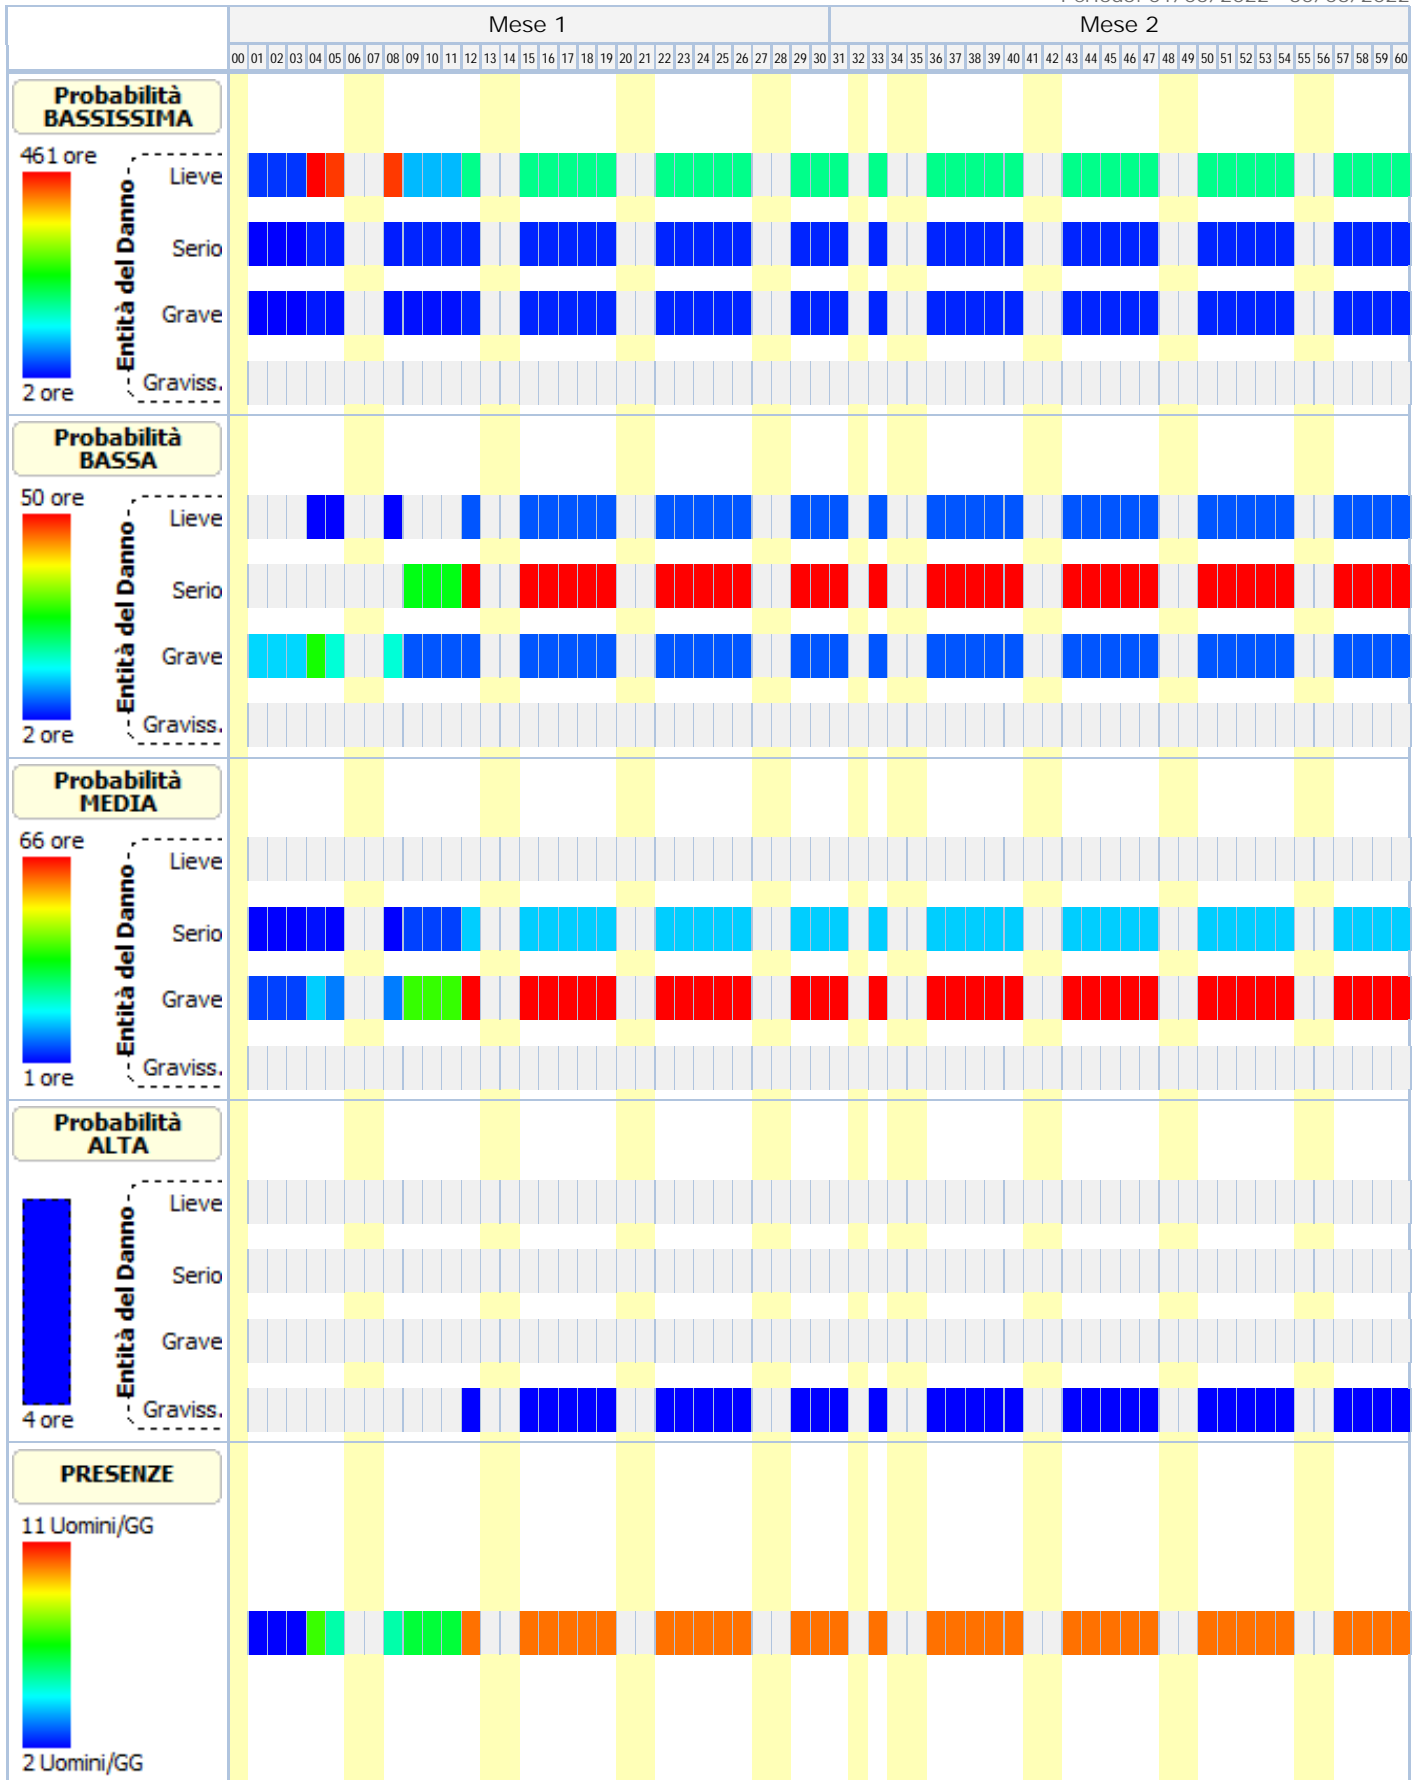 Mese 1 Mese 2
00 01 02 03 04 05 06 07 08 09 10 11 12 13 14 15 16 17 18 19 20 21 22 23 24 25 26 27 28 29 30 31 32 33 34 35 36 37 38 39 40 41 42 43 44 45 46 47 48 49 50 51 52 53 54 55 56 57 58 59 60
Probabilità
BASSISSIMA
461 ore
Entità del Danno
Lieve
Serio
Grave
Graviss.
2 ore
Probabilità
BASSA
50 ore
Entità del Danno
Lieve
Serio
Grave
Graviss.
2 ore
Probabilità
MEDIA
66 ore
Entità del Danno
Lieve
Serio
Grave
Graviss.
1 ore
Probabilità
ALTA
Entità del Danno
Lieve
Serio
Grave
Graviss.
4 ore
PRESENZE
11 Uomini/GG
2 Uomini/GG